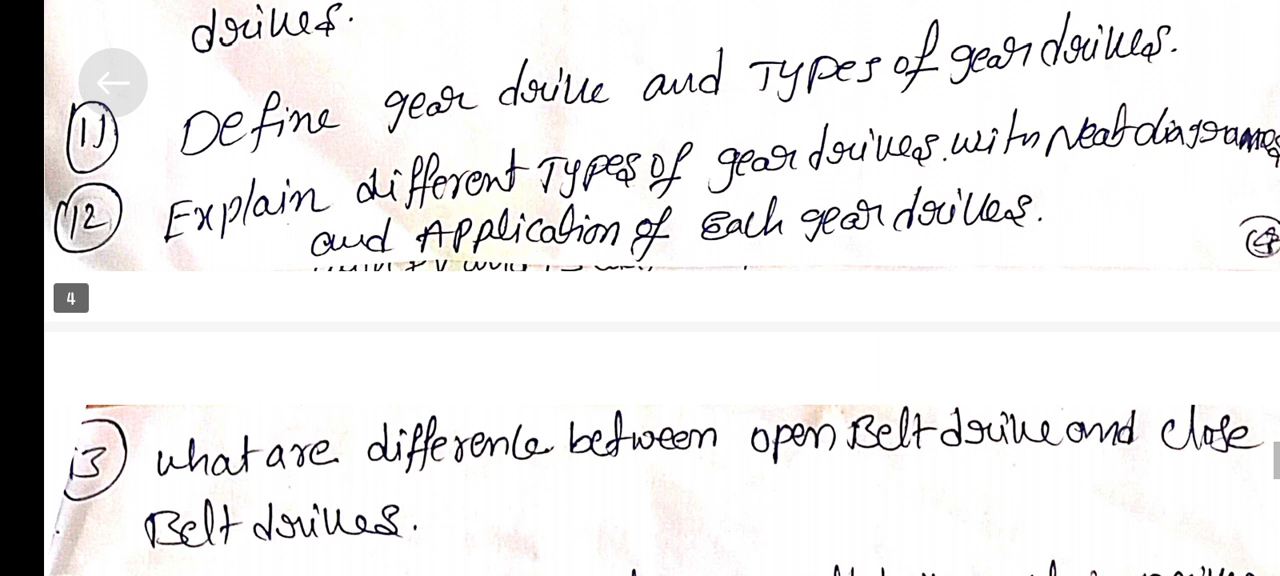 drives.
11 Define gear drive and Types of gear drives.
12 Explain different Types of gear drives. with Neat diagrams
and Application of Each gear drives.
4
13 what are difference between open Belt drive and close
Belt drives.